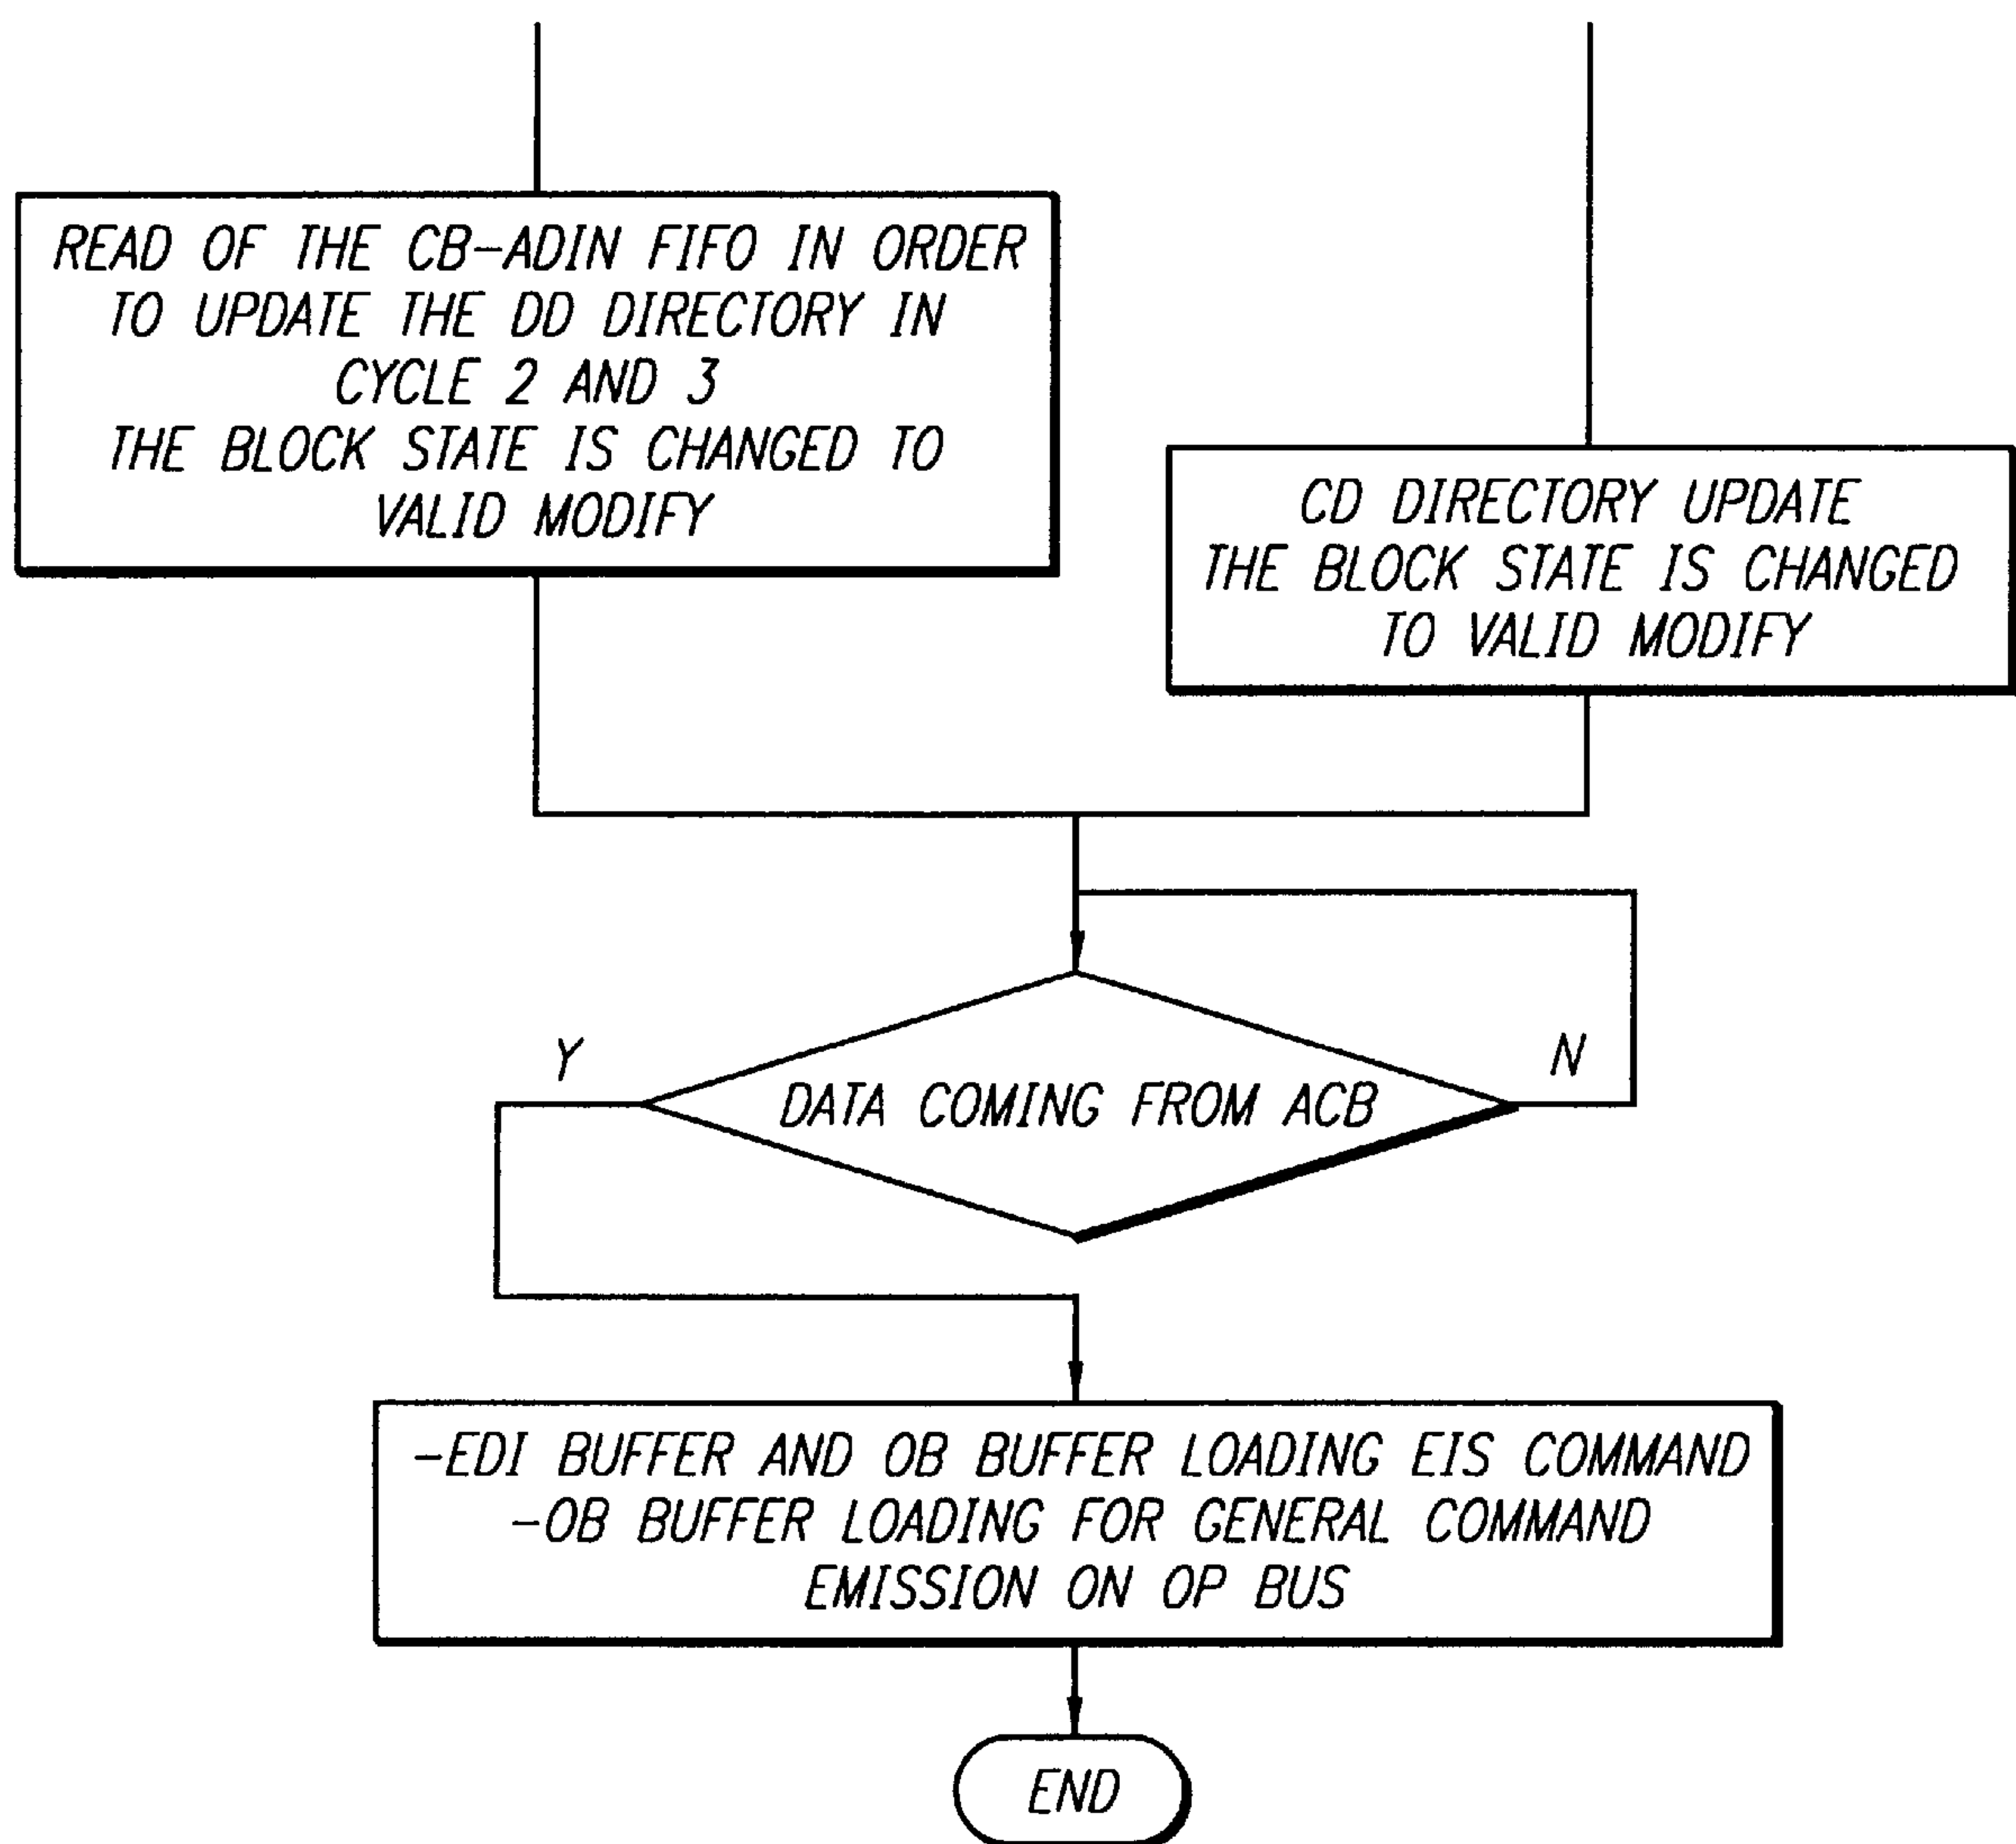 READ OF THE CB-ADIN FIFO IN ORDER
TO UPDATE THE DD DIRECTORY IN
CYCLE 2 AND 3
THE BLOCK STATE IS CHANGED TO
VALID MODIFY
CD DIRECTORY UPDATE
THE BLOCK STATE IS CHANGED
TO VALID MODIFY
Y
N
DATA COMING FROM ACB
-EDI BUFFER AND OB BUFFER LOADING EIS COMMAND
-OB BUFFER LOADING FOR GENERAL COMMAND
EMISSION ON OP BUS
END